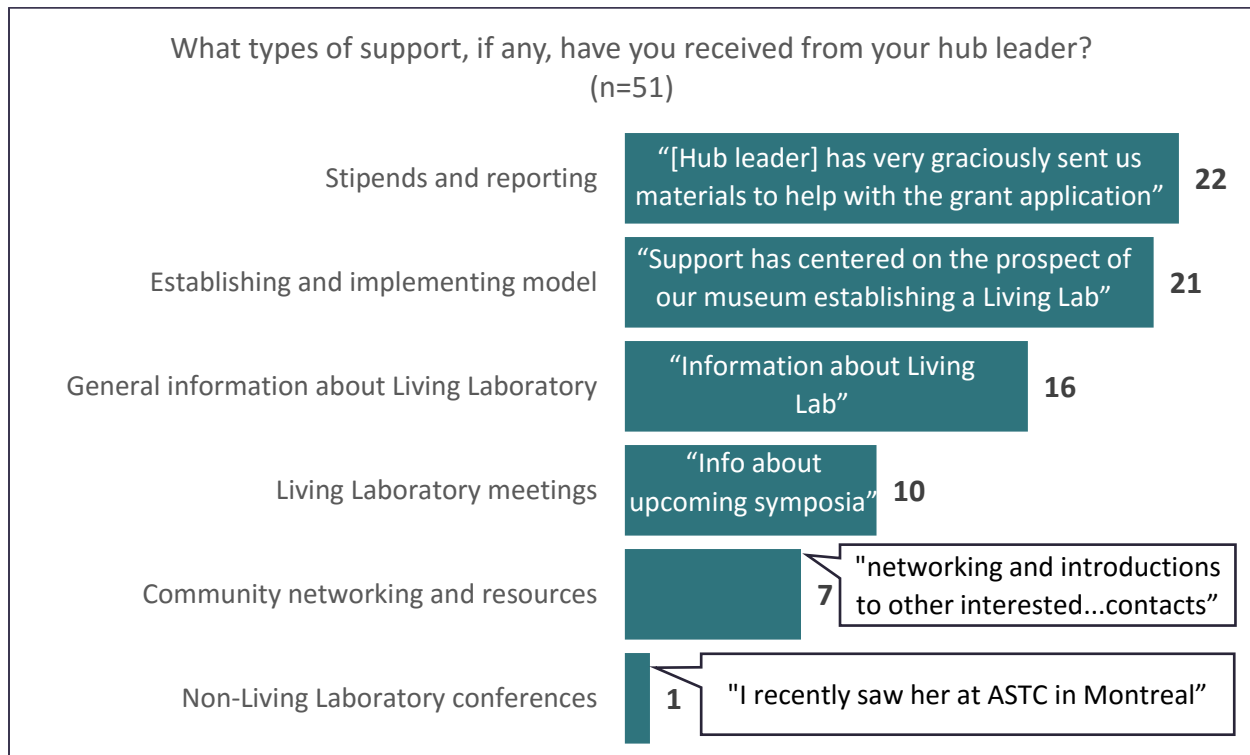 What types of support, if any, have you received from your hub leader?
(n=51)
Stipends and reporting
“[Hub leader] has very graciously sent us
materials to help with the grant application”
22
Establishing and implementing model
“Support has centered on the prospect of
our museum establishing a Living Lab”
21
General information about Living Laboratory
“Information about Living
Lab”
16
Living Laboratory meetings
“Info about
upcoming symposia”
10
Community networking and resources
7
"networking and introductions
to other interested...contacts”
Non-Living Laboratory conferences
1
"I recently saw her at ASTC in Montreal”